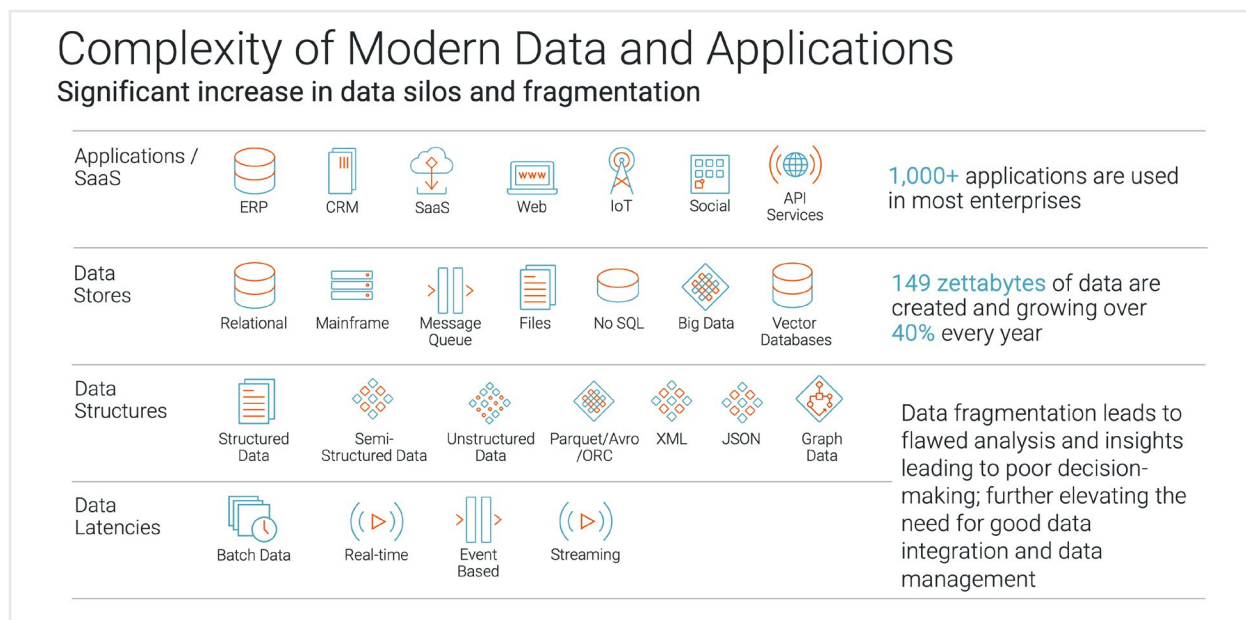 Complexity of Modern Data and Applications
Significant increase in data silos and fragmentation
Applications /
SaaS
ERP
CRM
SaaS
www
Web
IoT
Social
API
Services
1,000+ applications are used
in most enterprises
Data
Stores
Relational
Mainframe
Message
Queue
Files
No SQL
Big Data
Vector
Databases
149 zettabytes of data are
created and growing over
40% every year
Data
Structures
Structured
Data
Semi-
Structured Data
Unstructured
Data
Parquet/Avro
/ORC
XML
JSON
Graph
Data
Data
Latencies
Batch Data
Real-time
Event
Based
Streaming
Data fragmentation leads to
flawed analysis and insights
leading to poor decision-
making; further elevating the
need for good data
integration and data
management